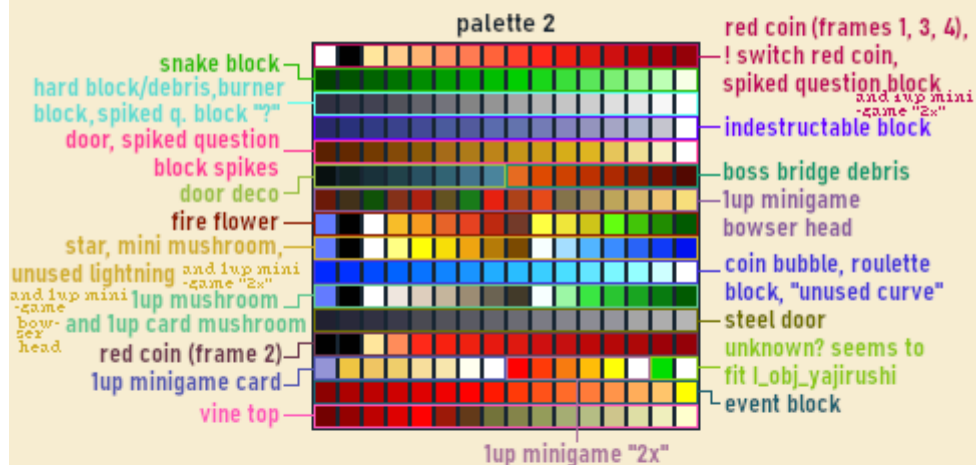 palette 2
snake block
hard block/debris,burner
block,spiked q. block "?"
door, spiked question
block spikes
door deco
fire flower
star, mini mushroom,
unused lightning and 1up mini
-game "2x"
and 1up mini
-game
bow-
ser
head
1up mushroom
and 1up card mushroom
red coin (frame 2)
1up minigame card
vine top
red coin (frames 1, 3, 4),
! switch red coin,
spiked question block
and 1up mini
-game "2x"
indestructable block
boss bridge debris
1up minigame
bowser head
coin bubble, roulette
block, "unused curve"
steel door
unknown? seems to
fit I_obj_yajirushi
event block
1up minigame "2x"